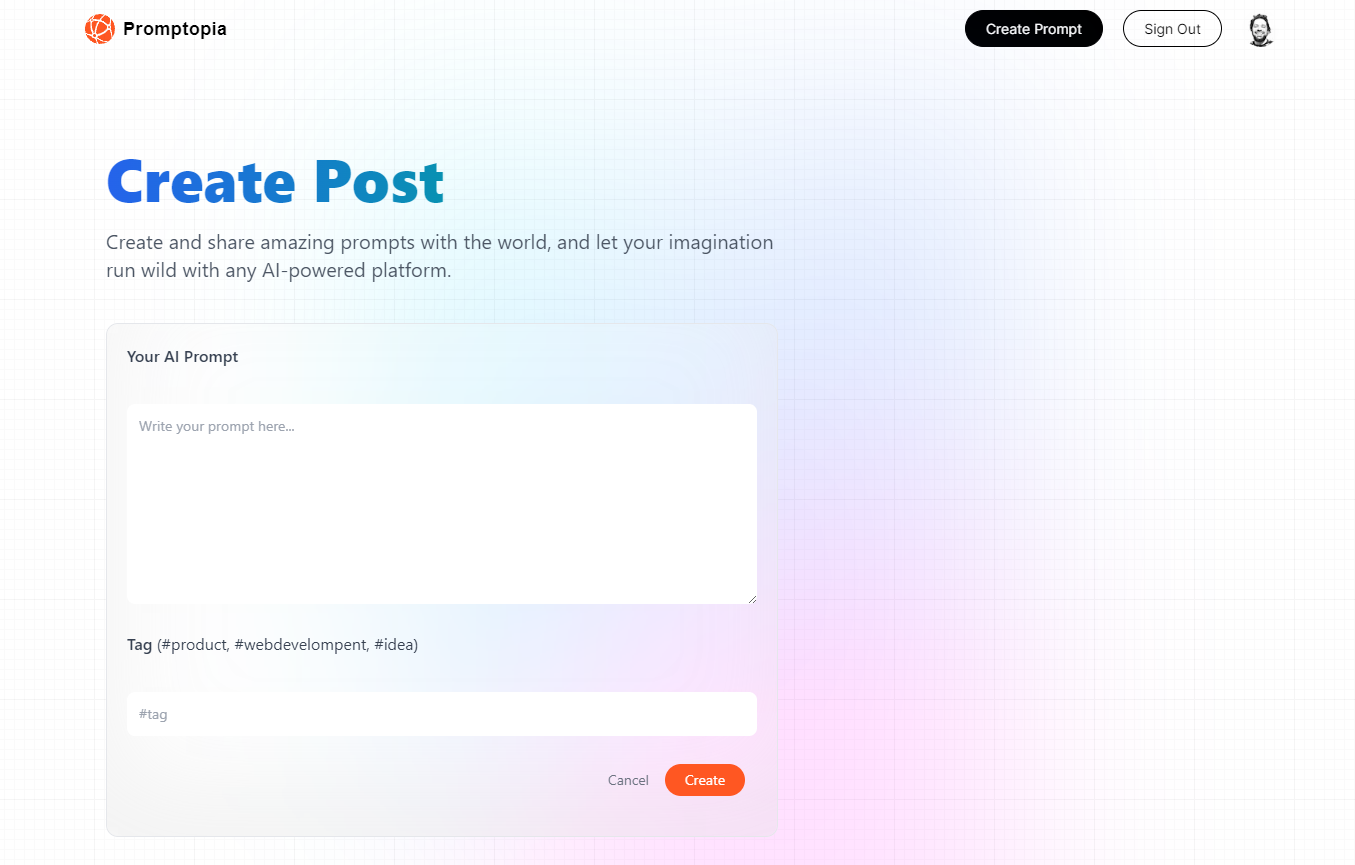 Promptopia
Create Prompt
Sign Out
Create Post
Create and share amazing prompts with the world, and let your imagination
run wild with any AI-powered platform.
Your AI Prompt
Write your prompt here...
Tag (#product, #webdevelompent, #idea)
#tag
Cancel
Create